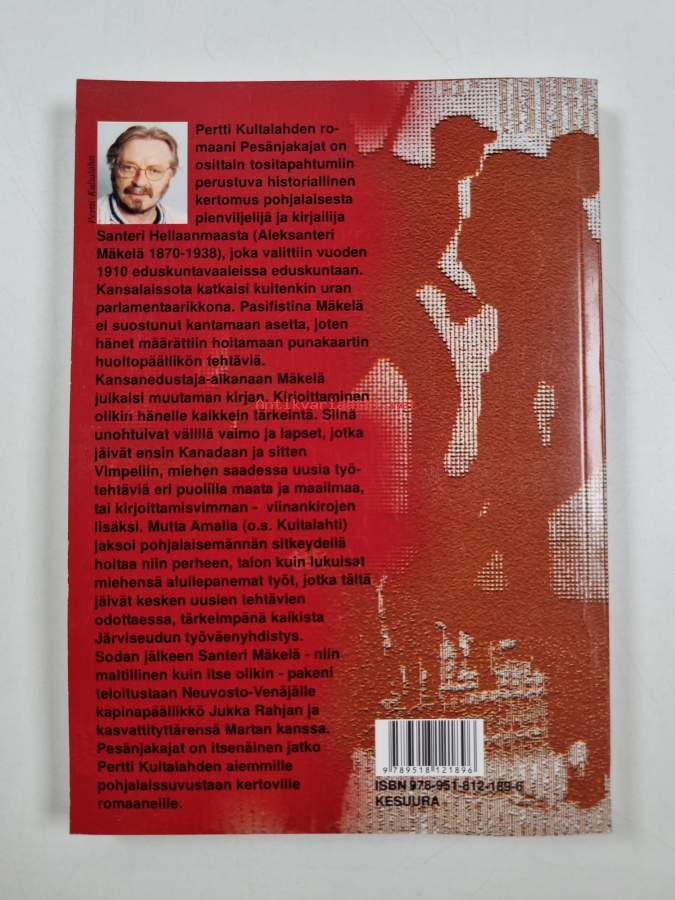 Pertti Kultalahti
Pertti Kultalahden ro-
maani Pesänjakajat on
osittain tositapahtumiin
perustuva historiallinen
kertomus pohjalaisesta
pienviljelijä ja kirjailija
Santeri Hellaanmaasta (Aleksanteri
Mäkelä 1870-1938), joka valittiin vuoden
1910 eduskuntavaaleissa eduskuntaan.
Kansalaissota katkaisi kuitenkin uran
parlamentaarikkona. Pasifistina Mäkelä
ei suostunut kantamaan asetta, joten
hänet määrättiin hoitamaan punakaartin
huoltopäällikön tehtäviä.
Kansanedustaja-aikanaan Mäkelä
julkaisi muutaman kirjan. Kirjoittaminen
olikin hänelle kaikkein tärkeintä. Siinä
unohtuivat välillä vaimo ja lapset, jotka
jäivät ensin Kanadaan ja sitten
Vimpeliin, miehen saadessa uusia työ-
tehtäviä eri puolilla maata ja maailmaa,
tai kirjoittamisvimman - viinankirojen
lisäksi. Mutta Amalia (o.s. Kultalahti)
jaksoi pohjalaisemännän sitkeydellä
hoitaa niin perheen, talon kuin lukuisat
miehensä alullepanemat työt, jotka tältä
jäivät kesken uusien tehtävien
odottaessa, tärkeimpänä kaikista
Järviseudun työväenyhdistys.
Sodan jälkeen Santeri Mäkelä - niin
maltillinen kuin itse olikin - pakeni
teloitustaan Neuvosto-Venäjälle
kapinapäällikkö Jukka Rahjan ja
kasvattityttärensä Martan kanssa.
Pesänjakajat on itsenäinen jatko
Pertti Kultalahden aiemmille
pohjalaissuvustaan kertoville
romaaneille.
9 789518 121896
ISBN 978-951-812-189-6
KESUURA